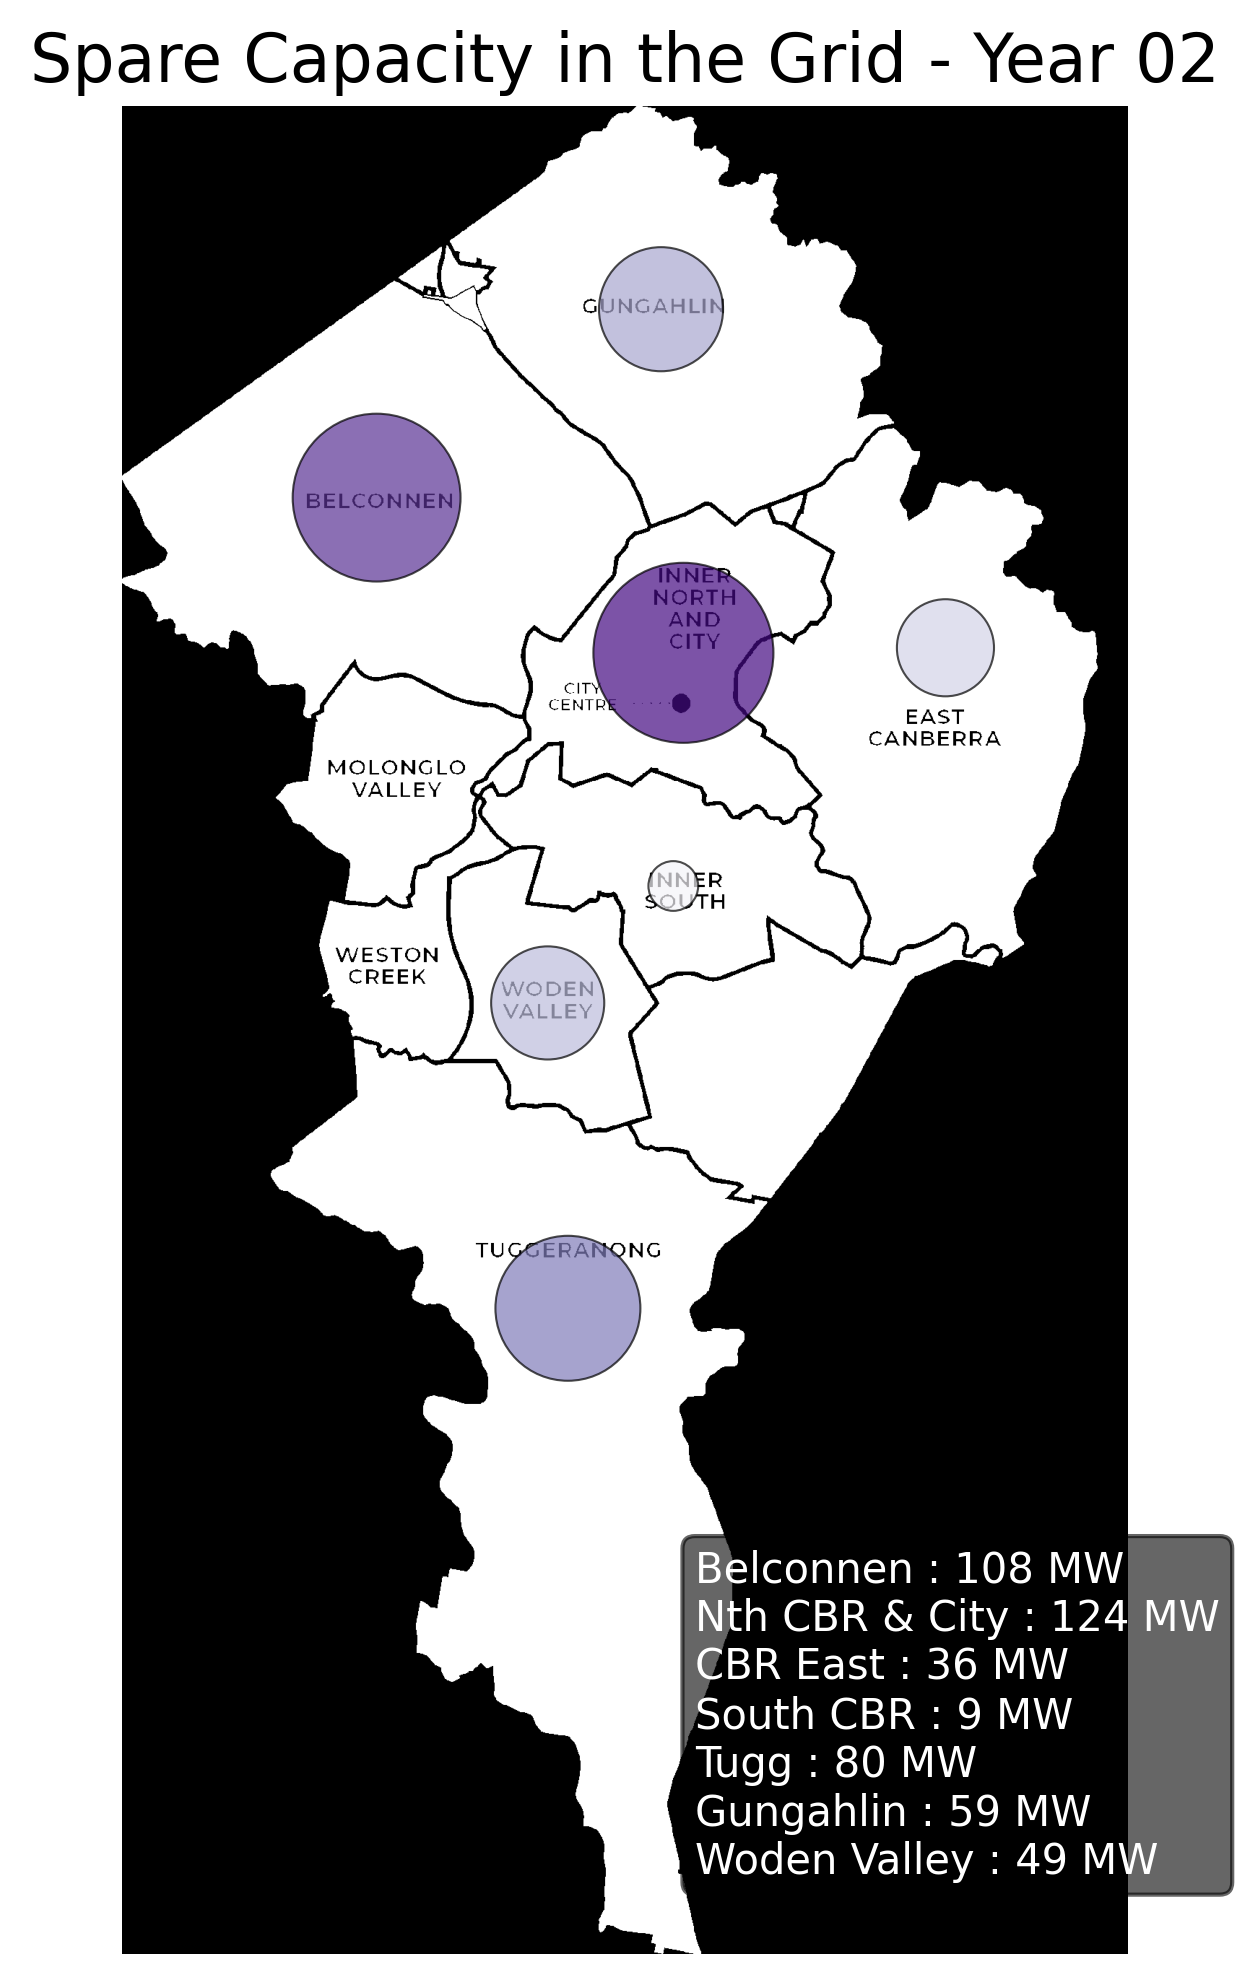 Spare Capacity in the Grid - Year 02
GUNGAHLIN
BELCONNEN
INNER
NORTH
AND
CITY
CITY
CENTRE
EAST
CANBERRA
MOLONGLO
VALLEY
INNER
SOUTH
WESTON
CREEK
WODEN
VALLEY
TUGGERANONG
Belconnen : 108 MW
Nth CBR & City : 124 MW
CBR East : 36 MW
South CBR : 9 MW
Tugg : 80 MW
Gungahlin : 59 MW
Woden Valley : 49 MW